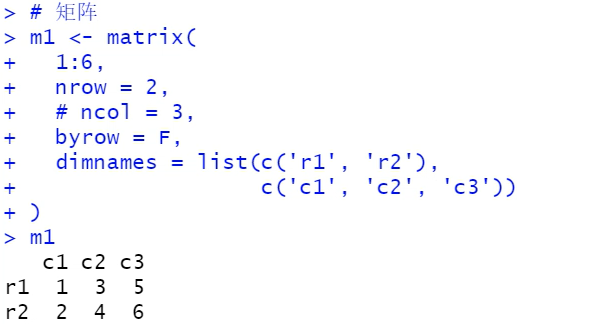 > # 矩阵
> m1 <- matrix(
+   1:6,
+   nrow = 2,
+   # ncol = 3,
+   byrow = F,
+   dimnames = list(c('r1', 'r2'),
+                   c('c1', 'c2', 'c3'))
+ )
> m1
   c1 c2 c3
r1  1  3  5
r2  2  4  6